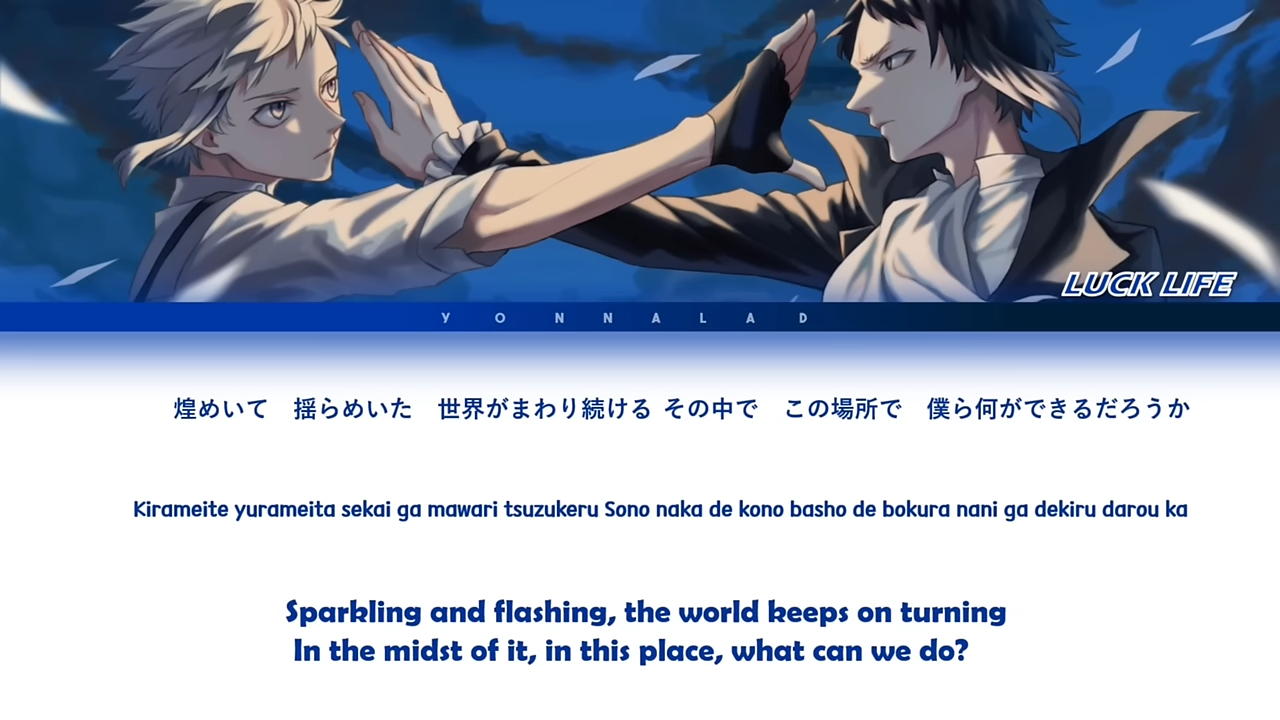 LUCK LIFE
YONNALAD
煌めいて　揺らめいた　世界がまわり続ける その中で　この場所で　僕ら何ができるだろうか
Kirameite yurameita sekai ga mawari tsuzukeru Sono naka de kono basho de bokura nani ga dekiru darou ka
Sparkling and flashing, the world keeps on turning
In the midst of it, in this place, what can we do?